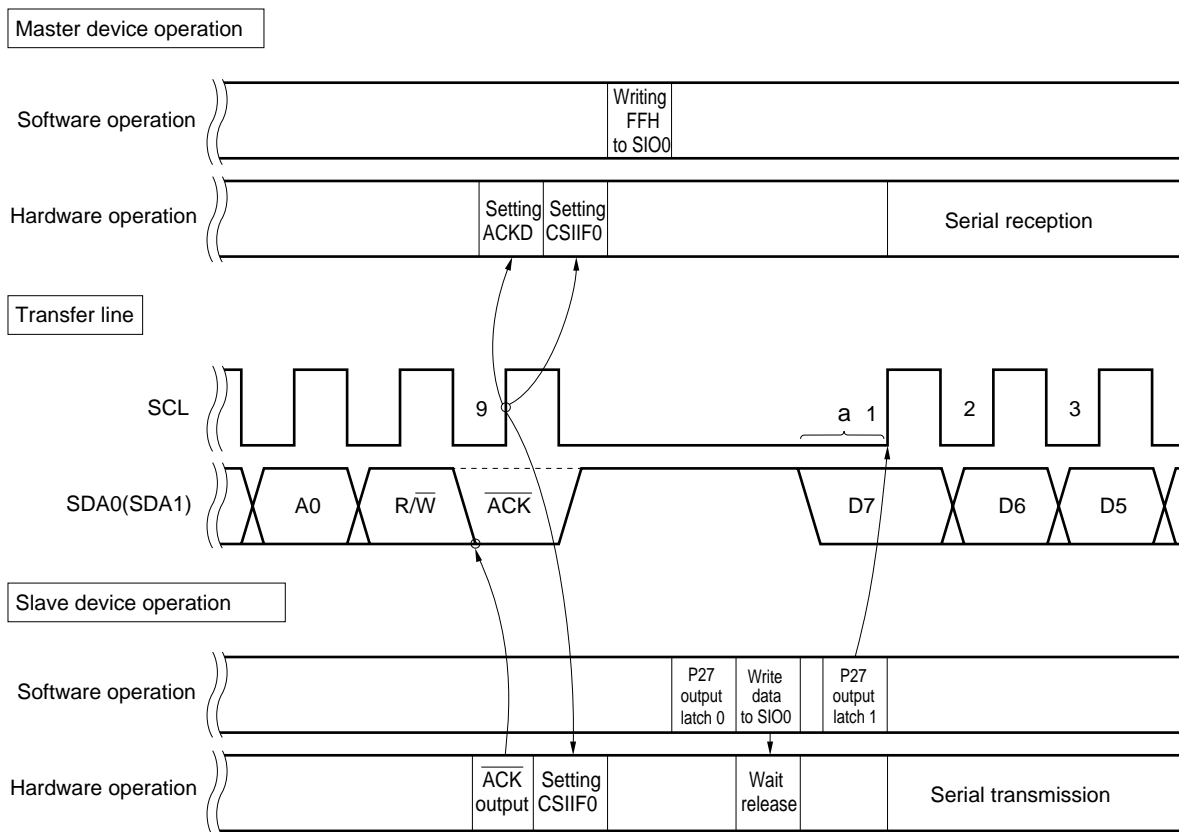 Master device operation
Software operation
Writing
FFH
to SIO0
Hardware operation
Setting
ACKD
Setting
CSIIF0
Serial reception
Transfer line
SCL
9
a 1
2
3
SDA0(SDA1)
A0
R/W̅
A̅C̅K̅
D7
D6
D5
Slave device operation
Software operation
P27
output
latch 0
Write
data
to SIO0
P27
output
latch 1
Hardware operation
A̅C̅K̅
output
Setting
CSIIF0
Wait
release
Serial transmission